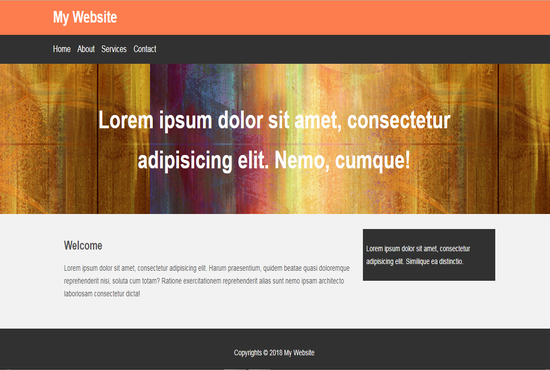 My Website
Home About Services Contact
Lorem ipsum dolor sit amet, consectetur
adipisicing elit. Nemo, cumque!
Welcome
Lorem ipsum dolor sit amet, consectetur adipisicing elit. Harum praesentium, quidem beatae quasi doloremque
reprehenderit nisi, soluta cum totam? Ratione exercitationem reprehenderit alias sunt nemo ipsam architecto
laboriosam consectetur dicta!
Lorem ipsum dolor sit amet, consectetur
adipisicing elit. Similique ea distinctio.
Copyrights © 2018 My Website